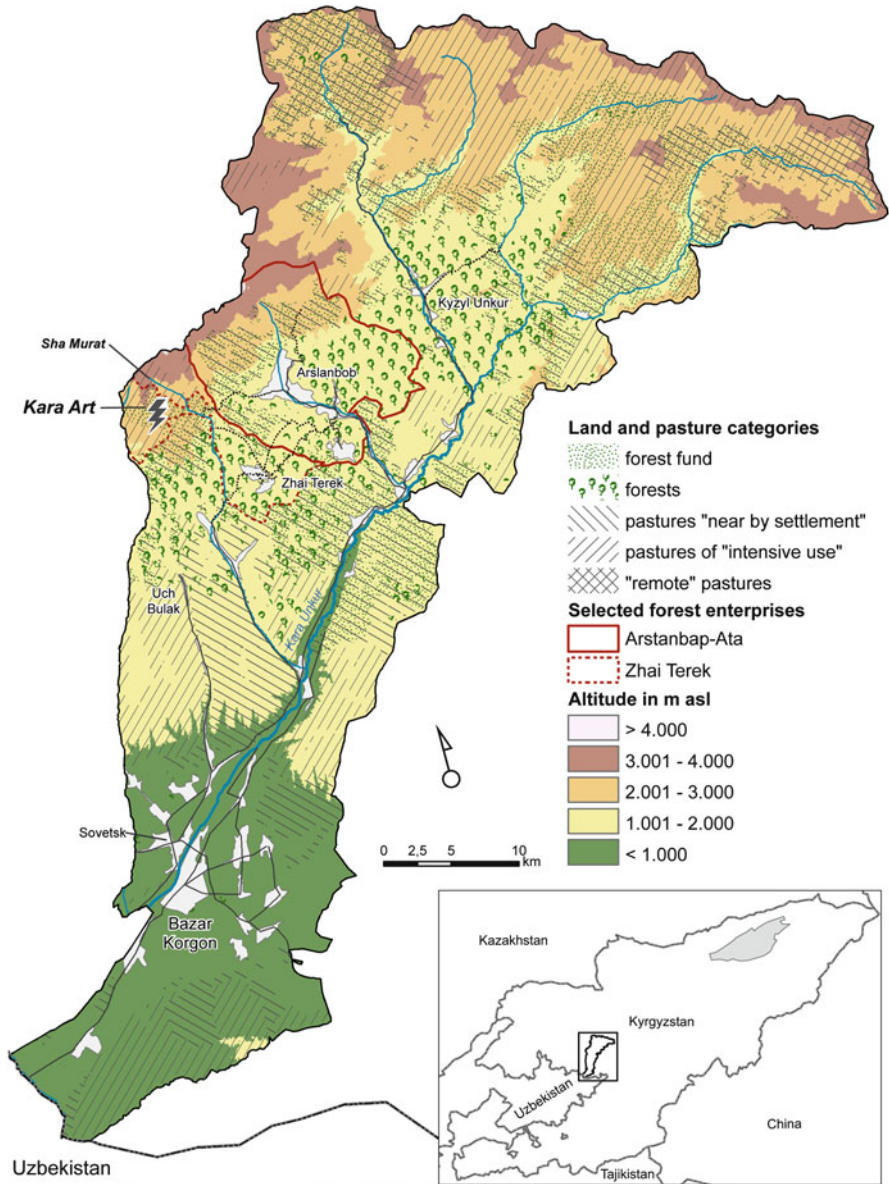 Kyzyl Unkur
Sha Murat
Arslanbob
Kara Art
Zhai Terek
Uch
Bulak
Kara Unkur
Sovetsk
Bazar
Korgon
Uzbekistan
Land and pasture categories
forest fund
forests
pastures "near by settlement"
pastures of "intensive use"
"remote" pastures
Selected forest enterprises
Arstanbap-Ata
Zhai Terek
Altitude in m asl
> 4.000
3.001 - 4.000
2.001 - 3.000
1.001 - 2.000
< 1.000
0 2,5 5 10
km
Kazakhstan
Kyrgyzstan
Uzbekistan
China
Tajikistan